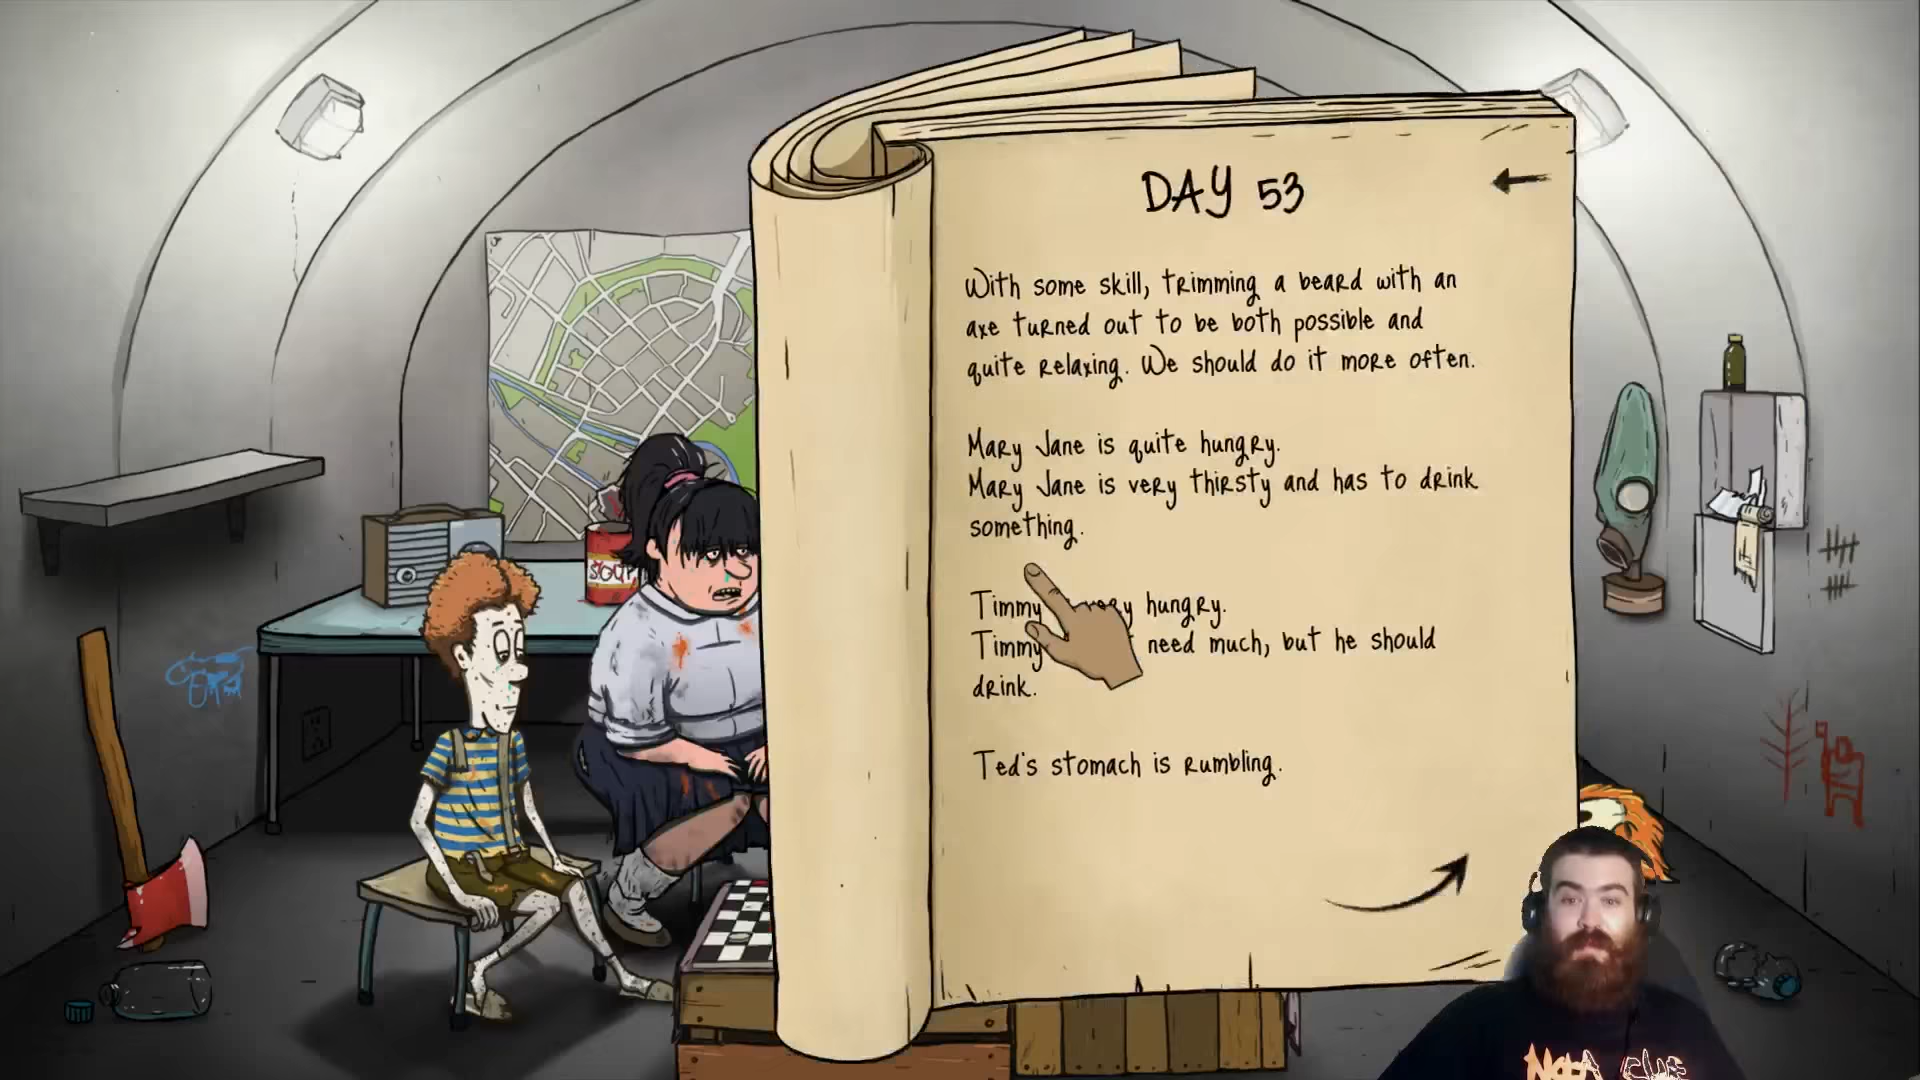 DAY 53
With some skill, trimming a beard with an
axe turned out to be both possible and
quite relaxing. We should do it more often.
Mary Jane is quite hungry.
Mary Jane is very thirsty and has to drink
something.
Timmy hungry.
Timmy need much, but he should
drink.
Ted's stomach is rumbling.
SOUP